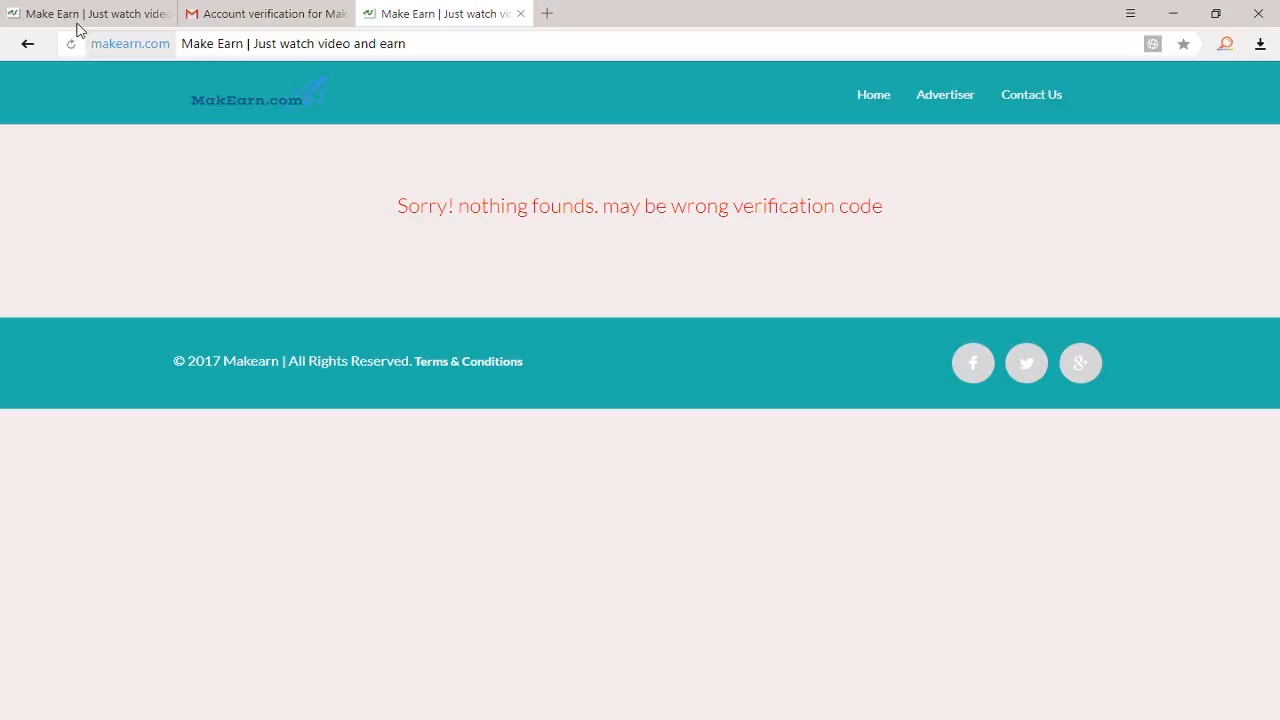 Make Earn | Just watch video
Account verification for Mak
Make Earn | Just watch vi
makearn.com
Make Earn | Just watch video and earn
MakEarn.com
Home
Advertiser
Contact Us
Sorry! nothing founds. may be wrong verification code
© 2017 Makearn | All Rights Reserved. Terms & Conditions